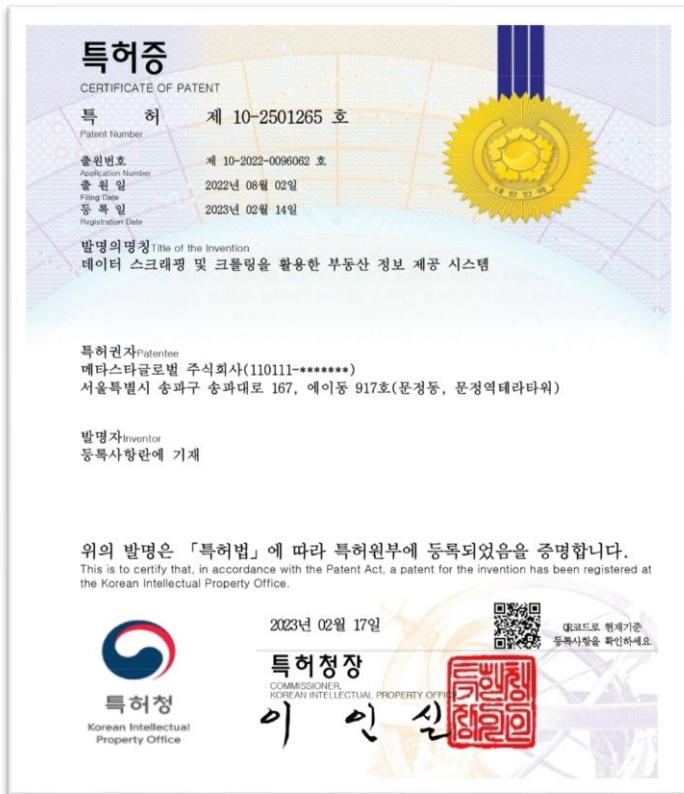 특허증
CERTIFICATE OF PATENT
특 허 제 10-2501265 호
Patent Number
출원번호 제 10-2022-0096062 호
Application Number
출 원 일 2022년 08월 02일
Filing Date
등 록 일 2023년 02월 14일
Registration Date
대한민국
발명의명칭 Title of the Invention
데이터 스크래핑 및 크롤링을 활용한 부동산 정보 제공 시스템
특허권자 Patentee
메타스타글로벌 주식회사(110111-*******)
서울특별시 송파구 송파대로 167, 에이동 917호(문정동, 문정역테라타워)
발명자 Inventor
등록사항란에 기재
위의 발명은 「특허법」에 따라 특허원부에 등록되었음을 증명합니다.
This is to certify that, in accordance with the Patent Act, a patent for the invention has been registered at
the Korean Intellectual Property Office.
2023년 02월 17일
QR코드로 현재기준
등록사항을 확인하세요
특허청장
COMMISSIONER,
KOREAN INTELLECTUAL PROPERTY OFFICE
이 인 실
특허청
Korean Intellectual
Property Office